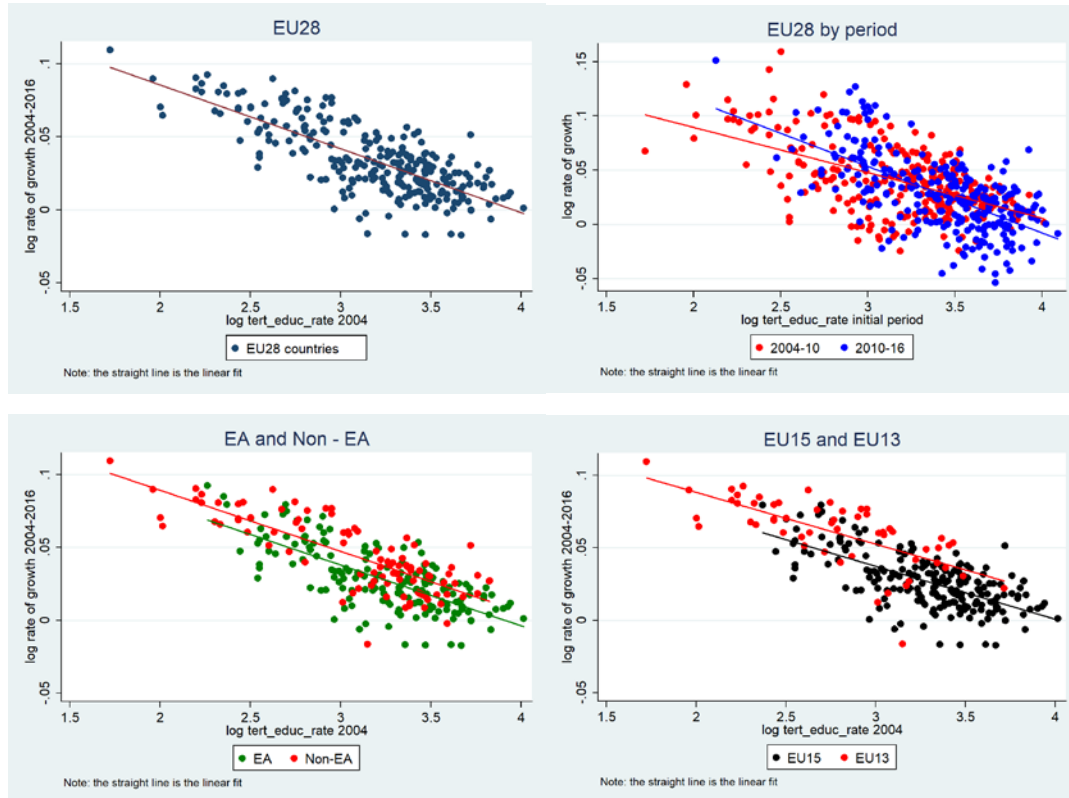 EU28
log rate of growth 2004-2016
.1
.05
0
-.05
1.5 2 2.5 3 3.5 4
log tert_educ_rate 2004
EU28 countries
Note: the straight line is the linear fit
EU28 by period
log rate of growth
.15
.1
.05
0
-.05
1.5 2 2.5 3 3.5 4
log tert_educ_rate initial period
2004-10 2010-16
Note: the straight line is the linear fit
EA and Non - EA
log rate of growth 2004-2016
.1
.05
0
-.05
1.5 2 2.5 3 3.5 4
log tert_educ_rate 2004
EA Non-EA
Note: the straight line is the linear fit
EU15 and EU13
log rate of growth 2004-2016
.1
.05
0
-.05
1.5 2 2.5 3 3.5 4
log tert_educ_rate 2004
EU15 EU13
Note: the straight line is the linear fit